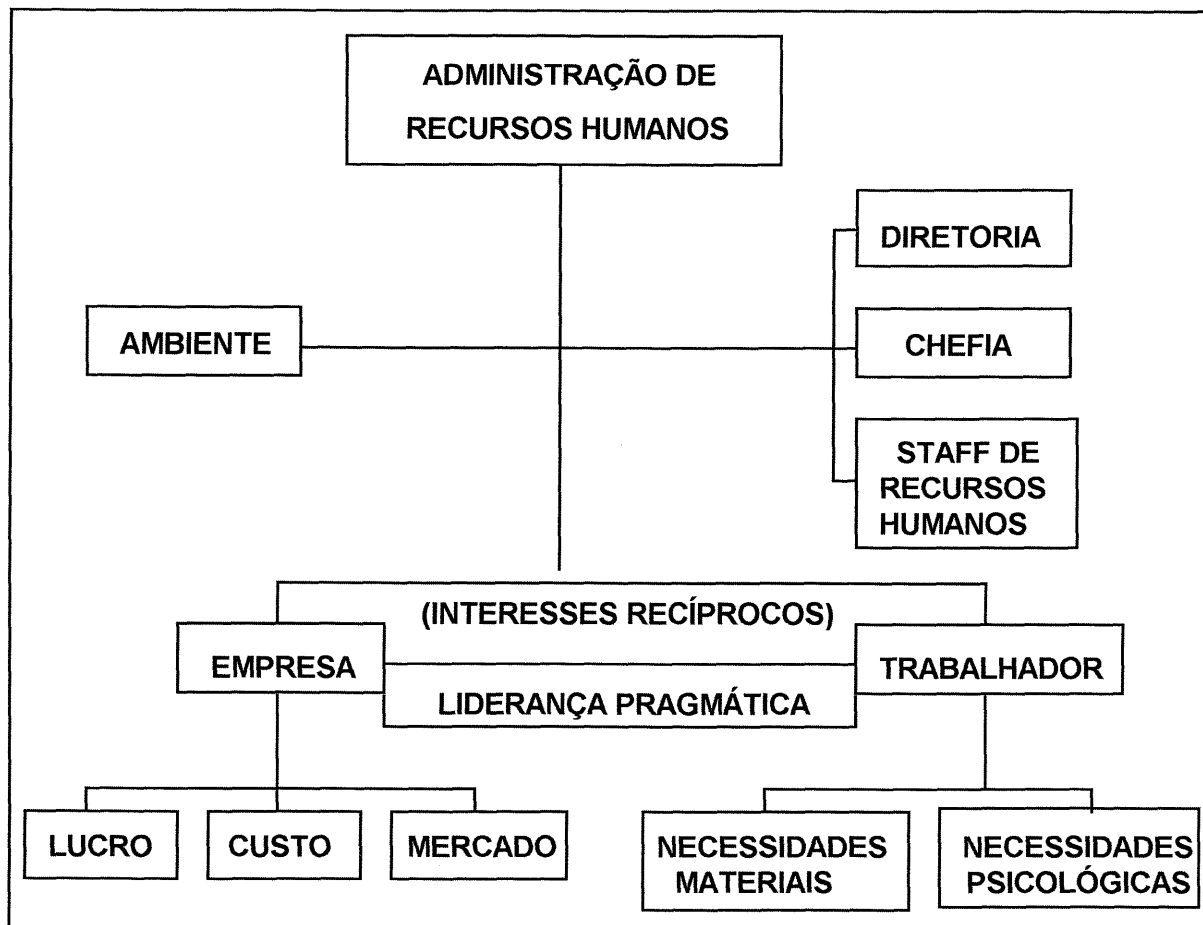 ADMINISTRAÇÃO DE
RECURSOS HUMANOS
DIRETORIA
AMBIENTE
CHEFIA
STAFF DE
RECURSOS
HUMANOS
(INTERESSES RECÍPROCOS)
EMPRESA
TRABALHADOR
LIDERANÇA PRAGMÁTICA
LUCRO
CUSTO
MERCADO
NECESSIDADES
MATERIAIS
NECESSIDADES
PSICOLÓGICAS